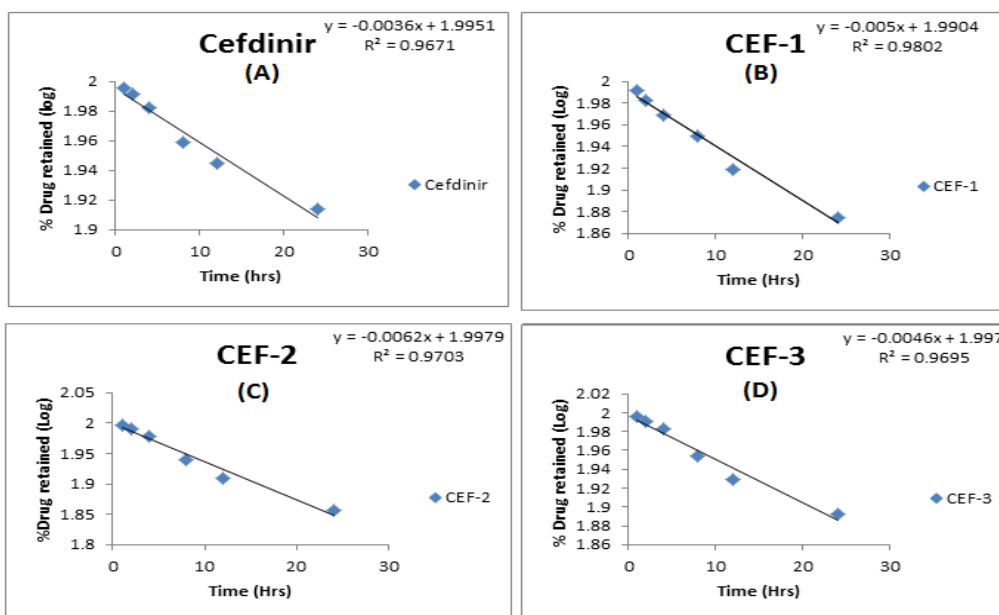 y = -0.0036x + 1.9951
R² = 0.9671
Cefdinir
(A)
% Drug retained (log)
2
1.98
1.96
1.94
1.92
1.9
0
10
20
30
Time (hrs)
Cefdinir
y = -0.005x + 1.9904
R² = 0.9802
CEF-1
(B)
% Drug retained (Log)
2
1.98
1.96
1.94
1.92
1.9
1.88
1.86
0
10
20
30
Time (Hrs)
CEF-1
y = -0.0062x + 1.9979
R² = 0.9703
CEF-2
(C)
%Drug retained (Log)
2.05
2
1.95
1.9
1.85
1.8
0
10
20
30
Time (Hrs)
CEF-2
y = -0.0046x + 1.997
R² = 0.9695
CEF-3
(D)
% Drug retained (Log)
2.02
2
1.98
1.96
1.94
1.92
1.9
1.88
1.86
0
10
20
30
Time (Hrs)
CEF-3